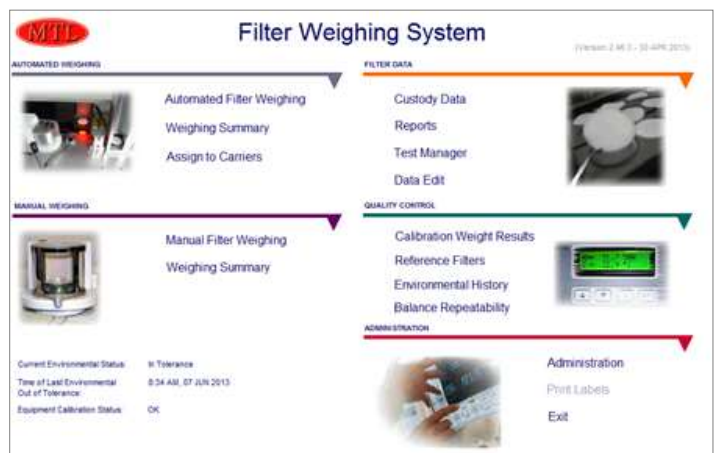 MTL
Filter Weighing System
AUTOMATED WEIGHING
Automated Filter Weighing
Weighing Summary
Assign to Carriers
MANUAL WEIGHING
Manual Filter Weighing
Weighing Summary
Current Environmental Status: In Tolerance
Time of Last Environmental Out of Tolerance: 8:34 AM, 07 JUN 2013
Equipment Calibration Status: OK
FILTER DATA
Custody Data
Reports
Test Manager
Data Edit
QUALITY CONTROL
Calibration Weight Results
Reference Filters
Environmental History
Balance Repeatability
ADMINISTRATION
Administration
Print Labels
Exit